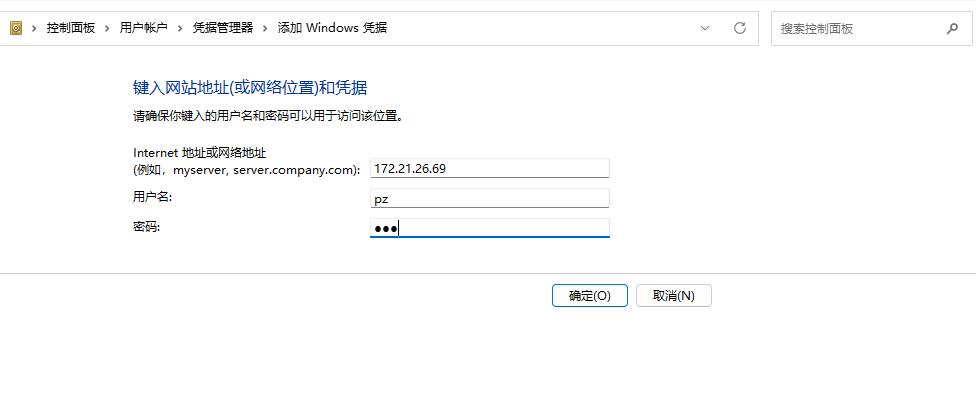 控制面板 › 用户帐户 › 凭据管理器 › 添加 Windows 凭据
搜索控制面板
键入网站地址(或网络位置)和凭据
请确保你键入的用户名和密码可以用于访问该位置。
Internet 地址或网络地址
(例如，myserver, server.company.com): 172.21.26.69
用户名: pz
密码: ●●●
确定(O) 取消(N)